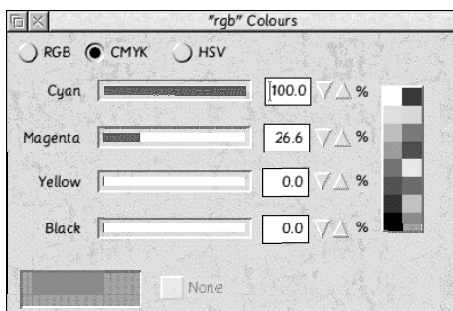 "rgb" Colours
RGB CMYK HSV
Cyan 100.0 %
Magenta 26.6 %
Yellow 0.0 %
Black 0.0 %
None